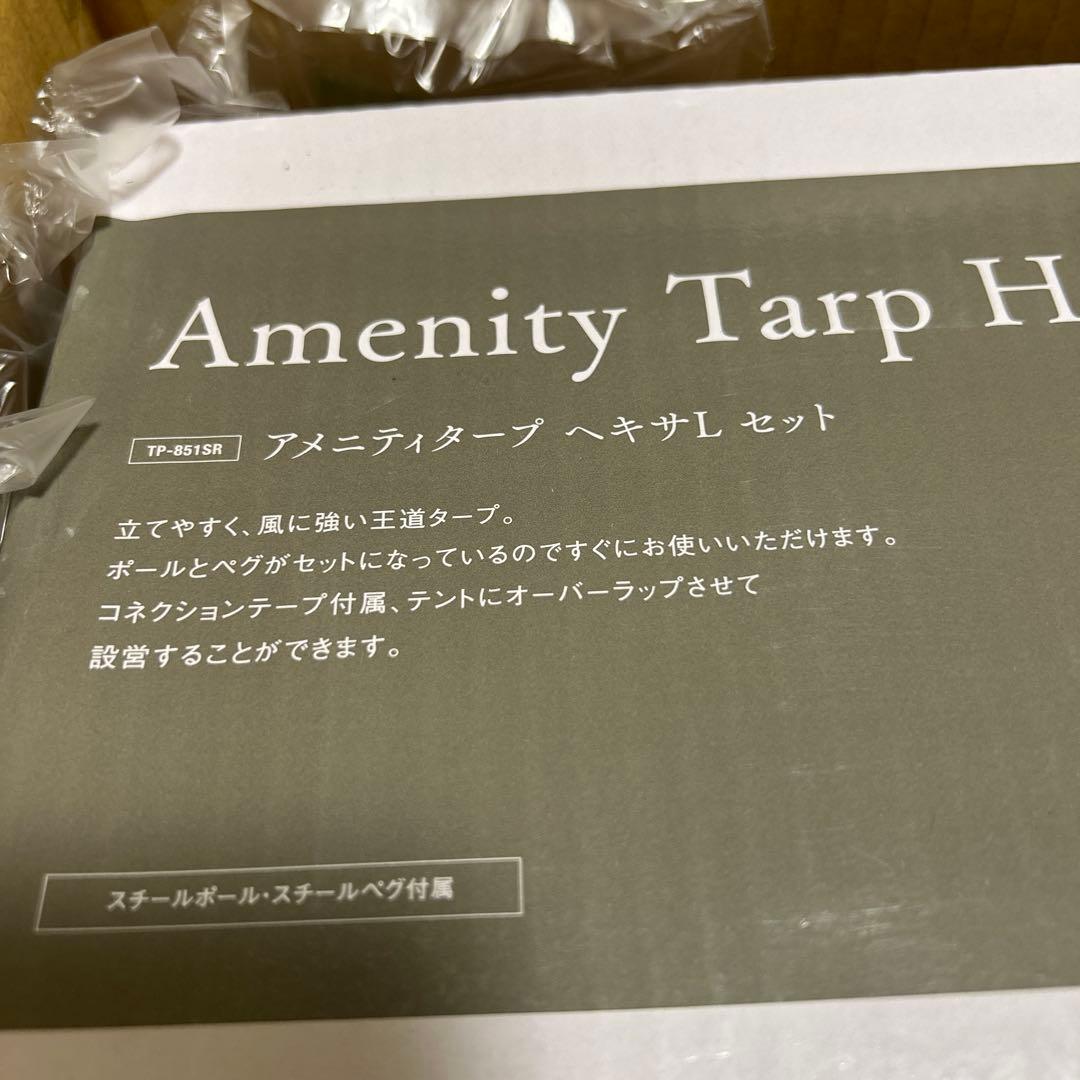 Amenity Tarp H
TP-851SR アメニティタープ ヘキサL セット
立てやすく、風に強い王道タープ。
ポールとペグがセットになっているのですぐにお使いいただけます。
コネクションテープ付属、テントにオーバーラップさせて
設営することができます。
スチールポール・スチールペグ付属